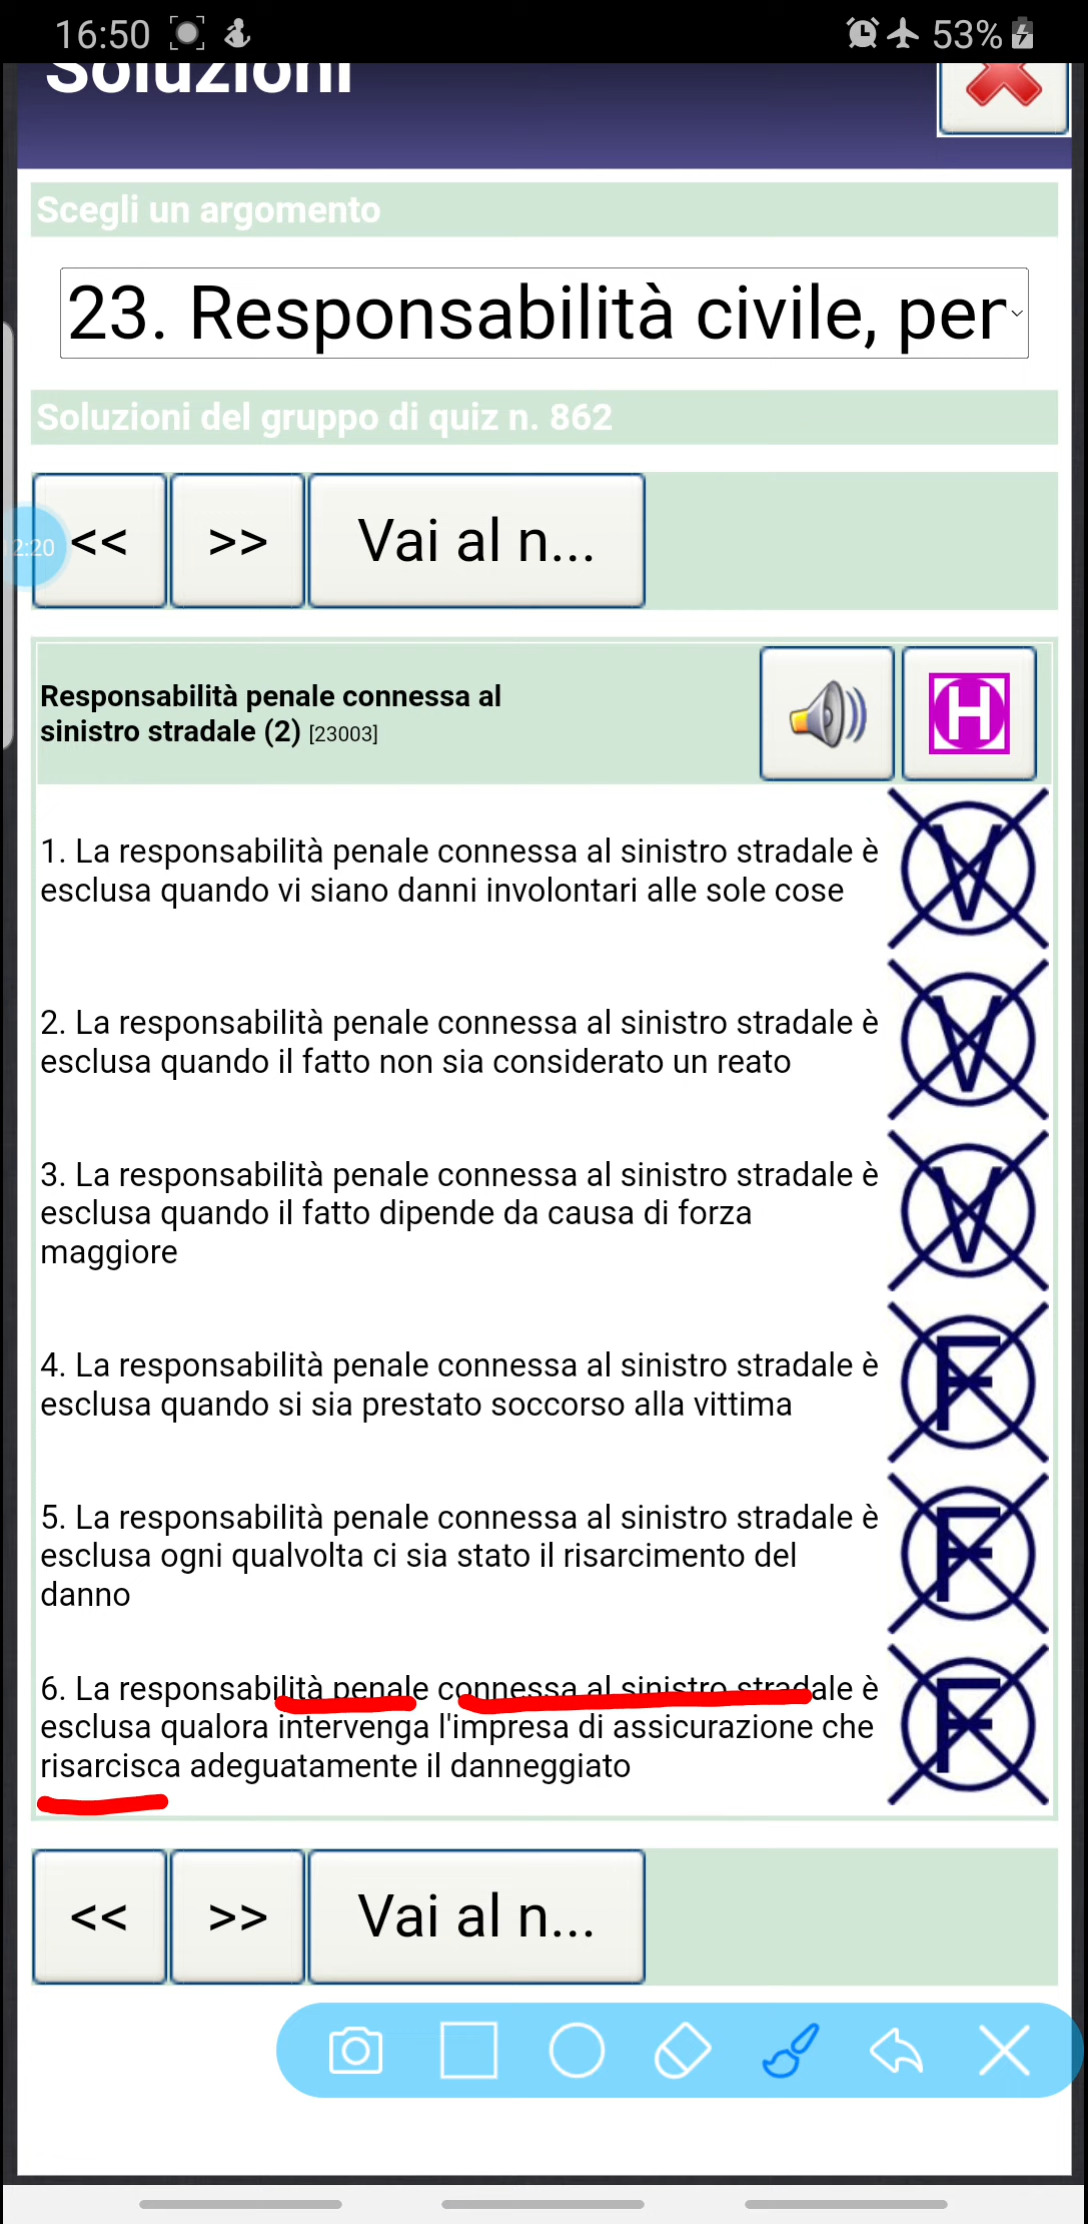 16:50
53%
Soluzioni
Scegli un argomento
23. Responsabilità civile, per
Soluzioni del gruppo di quiz n. 862
<< >> Vai al n...
2:20
Responsabilità penale connessa al
sinistro stradale (2) [23003]
H
1. La responsabilità penale connessa al sinistro stradale è
esclusa quando vi siano danni involontari alle sole cose
V
2. La responsabilità penale connessa al sinistro stradale è
esclusa quando il fatto non sia considerato un reato
V
3. La responsabilità penale connessa al sinistro stradale è
esclusa quando il fatto dipende da causa di forza
maggiore
V
4. La responsabilità penale connessa al sinistro stradale è
esclusa quando si sia prestato soccorso alla vittima
F
5. La responsabilità penale connessa al sinistro stradale è
esclusa ogni qualvolta ci sia stato il risarcimento del
danno
F
6. La responsabilità penale connessa al sinistro stradale è
esclusa qualora intervenga l'impresa di assicurazione che
risarcisca adeguatamente il danneggiato
F
<< >> Vai al n...